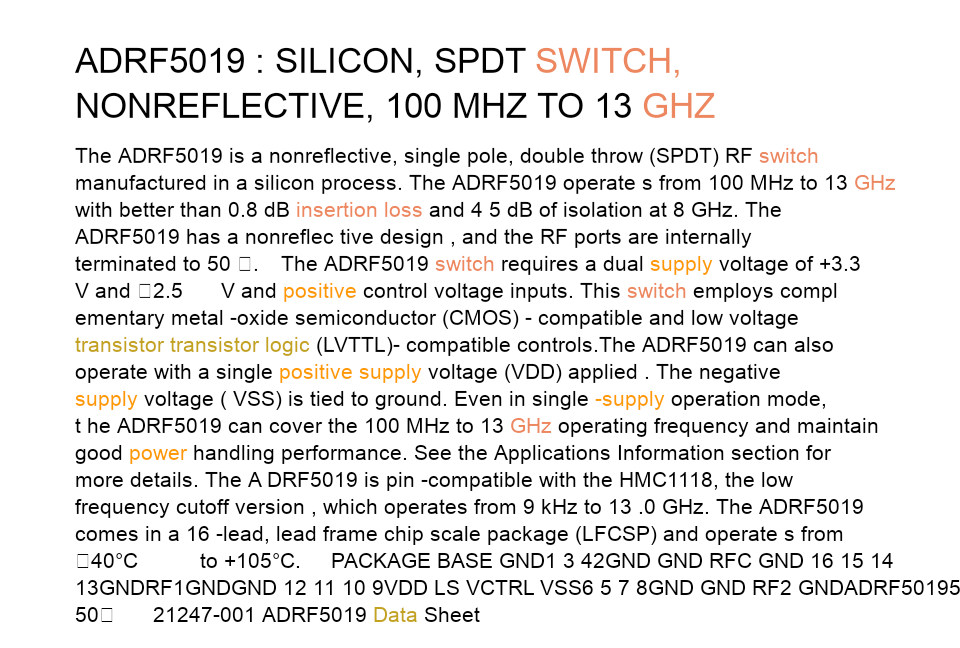 ADRF5019 : SILICON, SPDT SWITCH,
NONREFLECTIVE, 100 MHZ TO 13 GHZ
The ADRF5019 is a nonreflective, single pole, double throw (SPDT) RF switch
manufactured in a silicon process. The ADRF5019 operate s from 100 MHz to 13 GHz
with better than 0.8 dB insertion loss and 4 5 dB of isolation at 8 GHz. The
ADRF5019 has a nonreflec tive design , and the RF ports are internally
terminated to 50 □. The ADRF5019 switch requires a dual supply voltage of +3.3
V and □2.5 V and positive control voltage inputs. This switch employs compl
ementary metal -oxide semiconductor (CMOS) - compatible and low voltage
transistor transistor logic (LVTTL)- compatible controls.The ADRF5019 can also
operate with a single positive supply voltage (VDD) applied . The negative
supply voltage ( VSS) is tied to ground. Even in single -supply operation mode,
t he ADRF5019 can cover the 100 MHz to 13 GHz operating frequency and maintain
good power handling performance. See the Applications Information section for
more details. The A DRF5019 is pin -compatible with the HMC1118, the low
frequency cutoff version , which operates from 9 kHz to 13 .0 GHz. The ADRF5019
comes in a 16 -lead, lead frame chip scale package (LFCSP) and operate s from
□40°C to +105°C. PACKAGE BASE GND1 3 42GND GND RFC GND 16 15 14
13GNDRF1GNDGND 12 11 10 9VDD LS VCTRL VSS6 5 7 8GND GND RF2 GNDADRF50195
50□ 21247-001 ADRF5019 Data Sheet